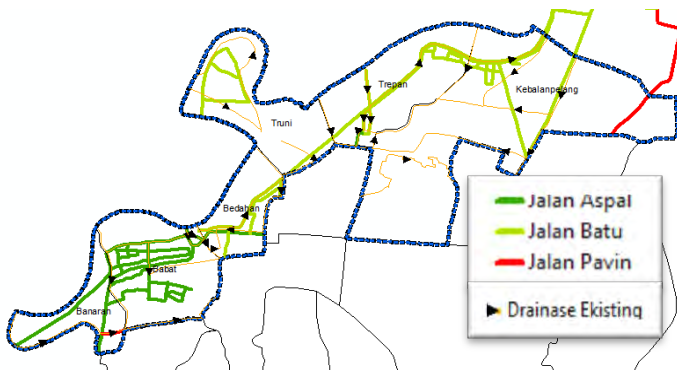 Trepan
Kebalanpelang
Truni
Bedahan
Babat
Banaran
Jalan Aspal
Jalan Batu
Jalan Pavin
Drainase Ekisting